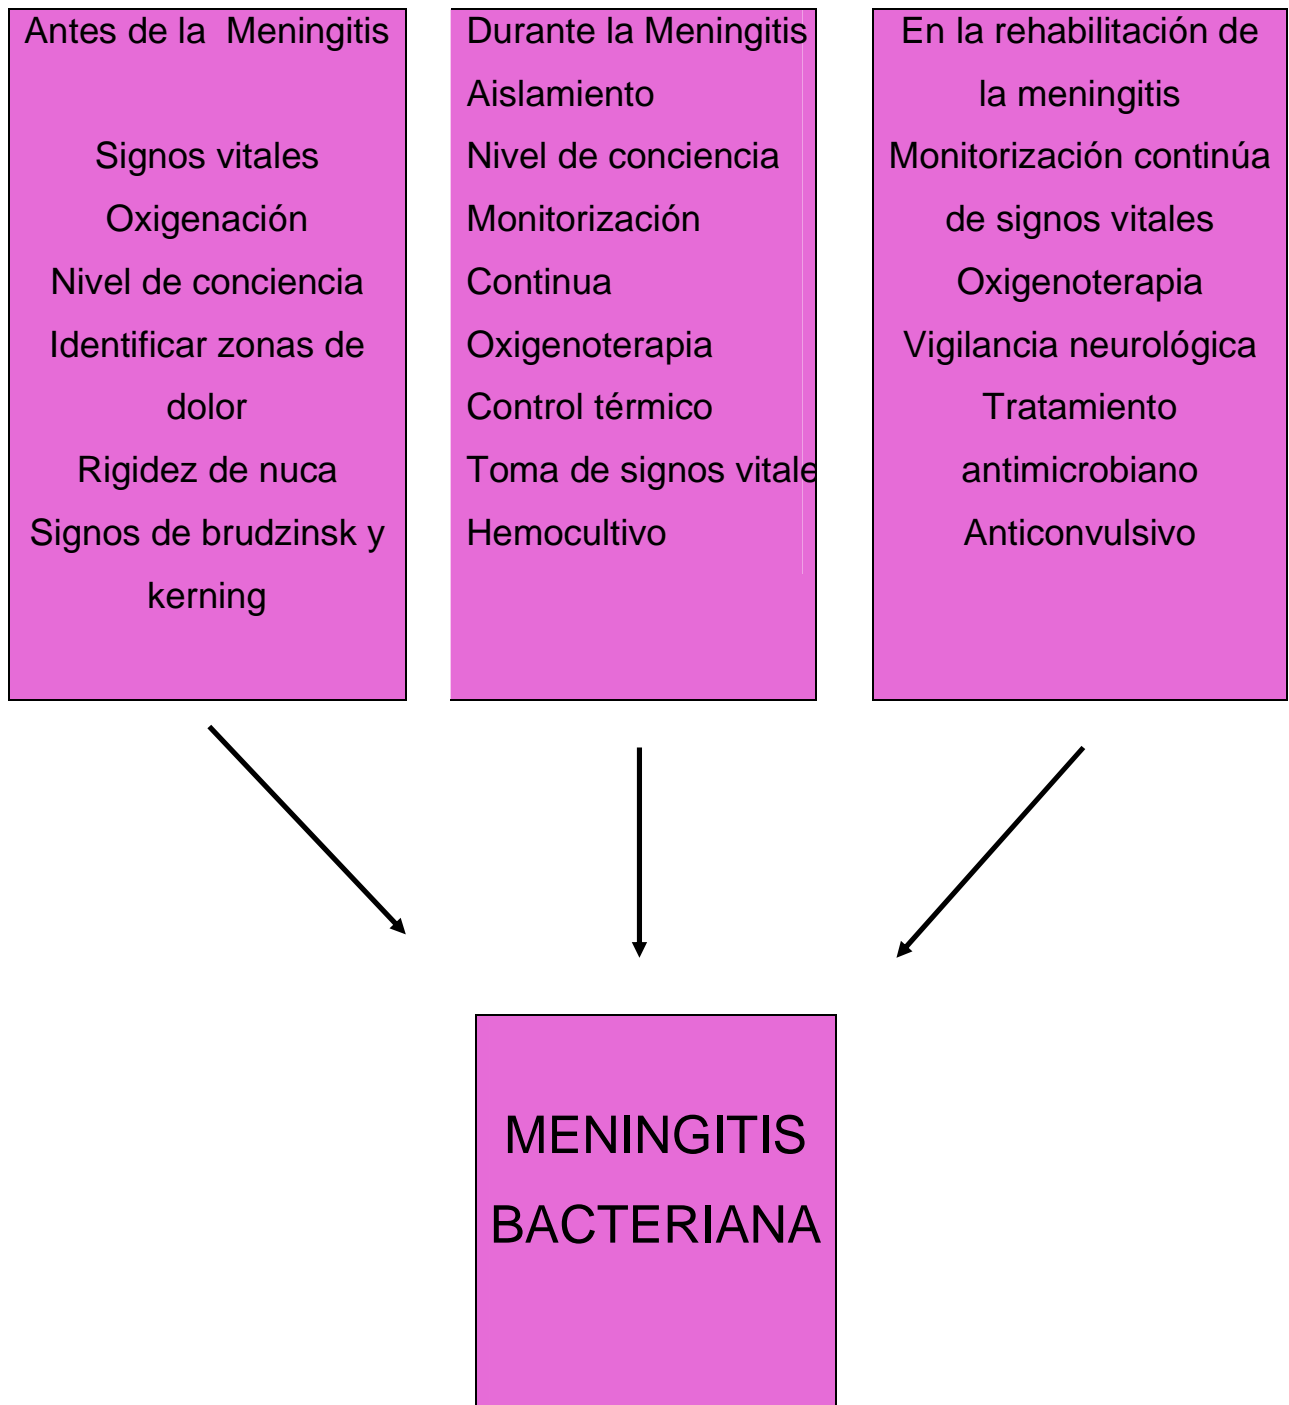 Antes de la  Meningitis
Signos vitales
Oxigenación
Nivel de conciencia
Identificar zonas de
dolor
Rigidez de nuca
Signos de brudzinsk y
kerning
Durante la Meningitis
Aislamiento
Nivel de conciencia
Monitorización
Continua
Oxigenoterapia
Control térmico
Toma de signos vitale
Hemocultivo
En la rehabilitación de
la meningitis
Monitorización continúa
de signos vitales
Oxigenoterapia
Vigilancia neurológica
Tratamiento
antimicrobiano
Anticonvulsivo
MENINGITIS
BACTERIANA